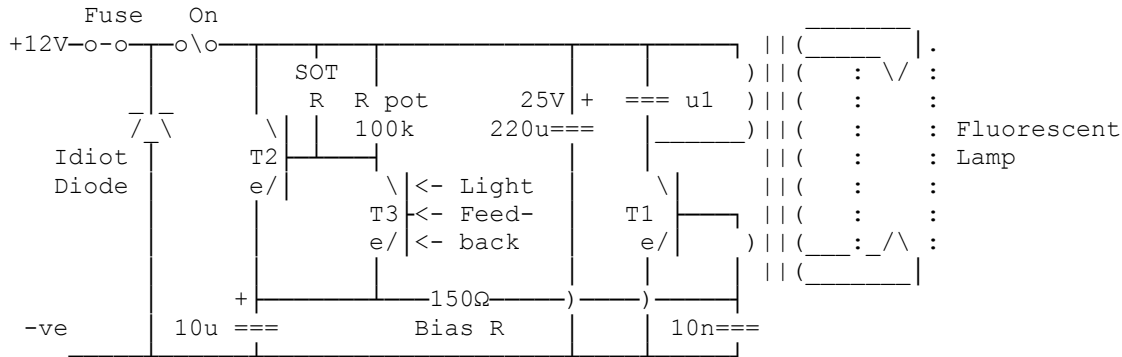 Fuse On
+12V
SOT
R R pot 25V + u1
100k 220u
Idiot T2 Fluorescent
Diode e/ <- Light Lamp
T3 <- Feed- T1
e/ <- back e/
+ 150Ω
-ve 10u Bias R 10n